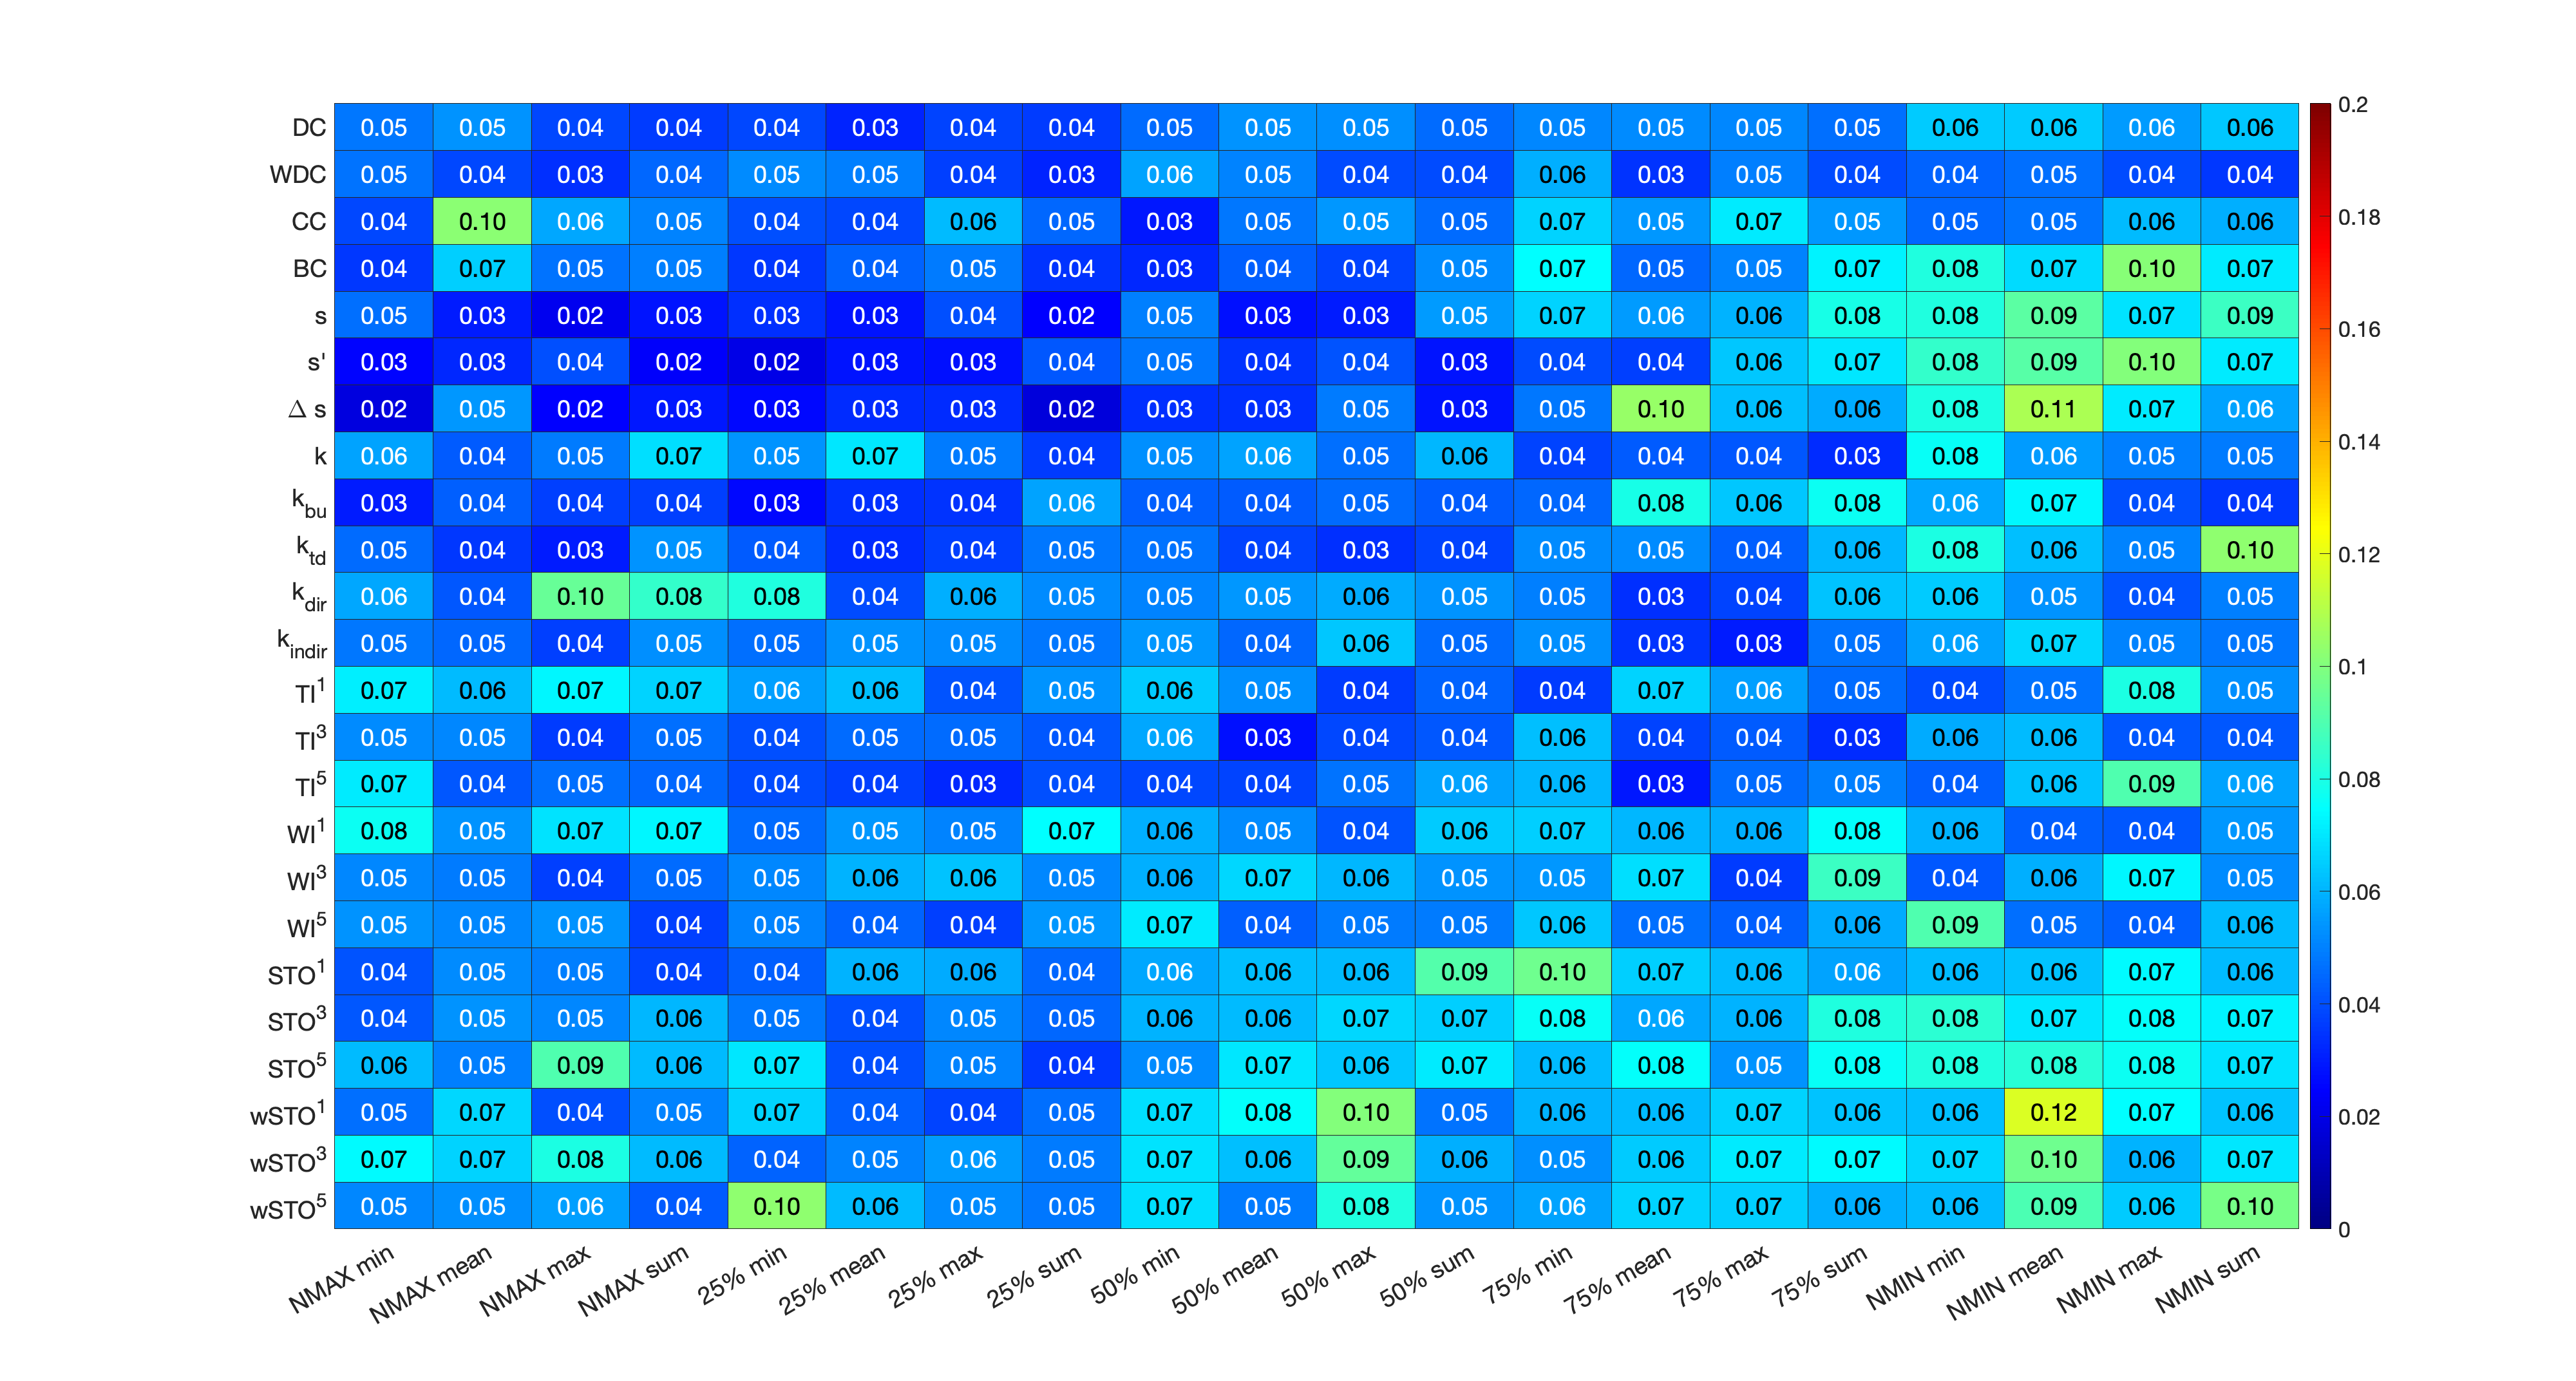 DC 0.05 0.05 0.04 0.04 0.04 0.03 0.04 0.04 0.05 0.05 0.05 0.05 0.05 0.05 0.05 0.05 0.06 0.06 0.06 0.06
WDC 0.05 0.04 0.03 0.04 0.05 0.05 0.04 0.03 0.06 0.05 0.04 0.04 0.06 0.03 0.05 0.04 0.04 0.05 0.04 0.04
CC 0.04 0.10 0.06 0.05 0.04 0.04 0.06 0.05 0.03 0.05 0.05 0.05 0.07 0.05 0.07 0.05 0.05 0.05 0.06 0.06
BC 0.04 0.07 0.05 0.05 0.04 0.04 0.05 0.04 0.03 0.04 0.04 0.05 0.07 0.05 0.05 0.07 0.08 0.07 0.10 0.07
s 0.05 0.03 0.02 0.03 0.03 0.03 0.04 0.02 0.05 0.03 0.03 0.05 0.07 0.06 0.06 0.08 0.08 0.09 0.07 0.09
s' 0.03 0.03 0.04 0.02 0.02 0.03 0.03 0.04 0.05 0.04 0.04 0.03 0.04 0.04 0.06 0.07 0.08 0.09 0.10 0.07
Δ s 0.02 0.05 0.02 0.03 0.03 0.03 0.03 0.02 0.03 0.03 0.05 0.03 0.05 0.10 0.06 0.06 0.08 0.11 0.07 0.06
k 0.06 0.04 0.05 0.07 0.05 0.07 0.05 0.04 0.05 0.06 0.05 0.06 0.04 0.04 0.04 0.03 0.08 0.06 0.05 0.05
k_bu 0.03 0.04 0.04 0.04 0.03 0.03 0.04 0.06 0.04 0.04 0.05 0.04 0.04 0.08 0.06 0.08 0.06 0.07 0.04 0.04
k_td 0.05 0.04 0.03 0.05 0.04 0.03 0.04 0.05 0.05 0.04 0.03 0.04 0.05 0.05 0.04 0.06 0.08 0.06 0.05 0.10
k_dir 0.06 0.04 0.10 0.08 0.08 0.04 0.06 0.05 0.05 0.05 0.06 0.05 0.05 0.03 0.04 0.06 0.06 0.05 0.04 0.05
k_indir 0.05 0.05 0.04 0.05 0.05 0.05 0.05 0.05 0.05 0.04 0.06 0.05 0.05 0.03 0.03 0.05 0.06 0.07 0.05 0.05
TI^1 0.07 0.06 0.07 0.07 0.06 0.06 0.04 0.05 0.06 0.05 0.04 0.04 0.04 0.07 0.06 0.05 0.04 0.05 0.08 0.05
TI^3 0.05 0.05 0.04 0.05 0.04 0.05 0.05 0.04 0.06 0.03 0.04 0.04 0.06 0.04 0.04 0.03 0.06 0.06 0.04 0.04
TI^5 0.07 0.04 0.05 0.04 0.04 0.04 0.03 0.04 0.04 0.04 0.05 0.06 0.06 0.03 0.05 0.05 0.04 0.06 0.09 0.06
WI^1 0.08 0.05 0.07 0.07 0.05 0.05 0.05 0.07 0.06 0.05 0.04 0.06 0.07 0.06 0.06 0.08 0.06 0.04 0.04 0.05
WI^3 0.05 0.05 0.04 0.05 0.05 0.06 0.06 0.05 0.06 0.07 0.06 0.05 0.05 0.07 0.04 0.09 0.04 0.06 0.07 0.05
WI^5 0.05 0.05 0.05 0.04 0.05 0.04 0.04 0.05 0.07 0.04 0.05 0.05 0.06 0.05 0.04 0.06 0.09 0.05 0.04 0.06
STO^1 0.04 0.05 0.05 0.04 0.04 0.06 0.06 0.04 0.06 0.06 0.06 0.09 0.10 0.07 0.06 0.06 0.06 0.06 0.07 0.06
STO^3 0.04 0.05 0.05 0.06 0.05 0.04 0.05 0.05 0.06 0.06 0.07 0.07 0.08 0.06 0.06 0.08 0.08 0.07 0.08 0.07
STO^5 0.06 0.05 0.09 0.06 0.07 0.04 0.05 0.04 0.05 0.07 0.06 0.07 0.06 0.08 0.05 0.08 0.08 0.08 0.08 0.07
wSTO^1 0.05 0.07 0.04 0.05 0.07 0.04 0.04 0.05 0.07 0.08 0.10 0.05 0.06 0.06 0.07 0.06 0.06 0.12 0.07 0.06
wSTO^3 0.07 0.07 0.08 0.06 0.04 0.05 0.06 0.05 0.07 0.06 0.09 0.06 0.05 0.06 0.07 0.07 0.07 0.10 0.06 0.07
wSTO^5 0.05 0.05 0.06 0.04 0.10 0.06 0.05 0.05 0.07 0.05 0.08 0.05 0.06 0.07 0.07 0.06 0.06 0.09 0.06 0.10
NMAX min NMAX mean NMAX max NMAX sum 25% min 25% mean 25% max 25% sum 50% min 50% mean 50% max 50% sum 75% min 75% mean 75% max 75% sum NMIN min NMIN mean NMIN max NMIN sum
0.2
0.18
0.16
0.14
0.12
0.1
0.08
0.06
0.04
0.02
0